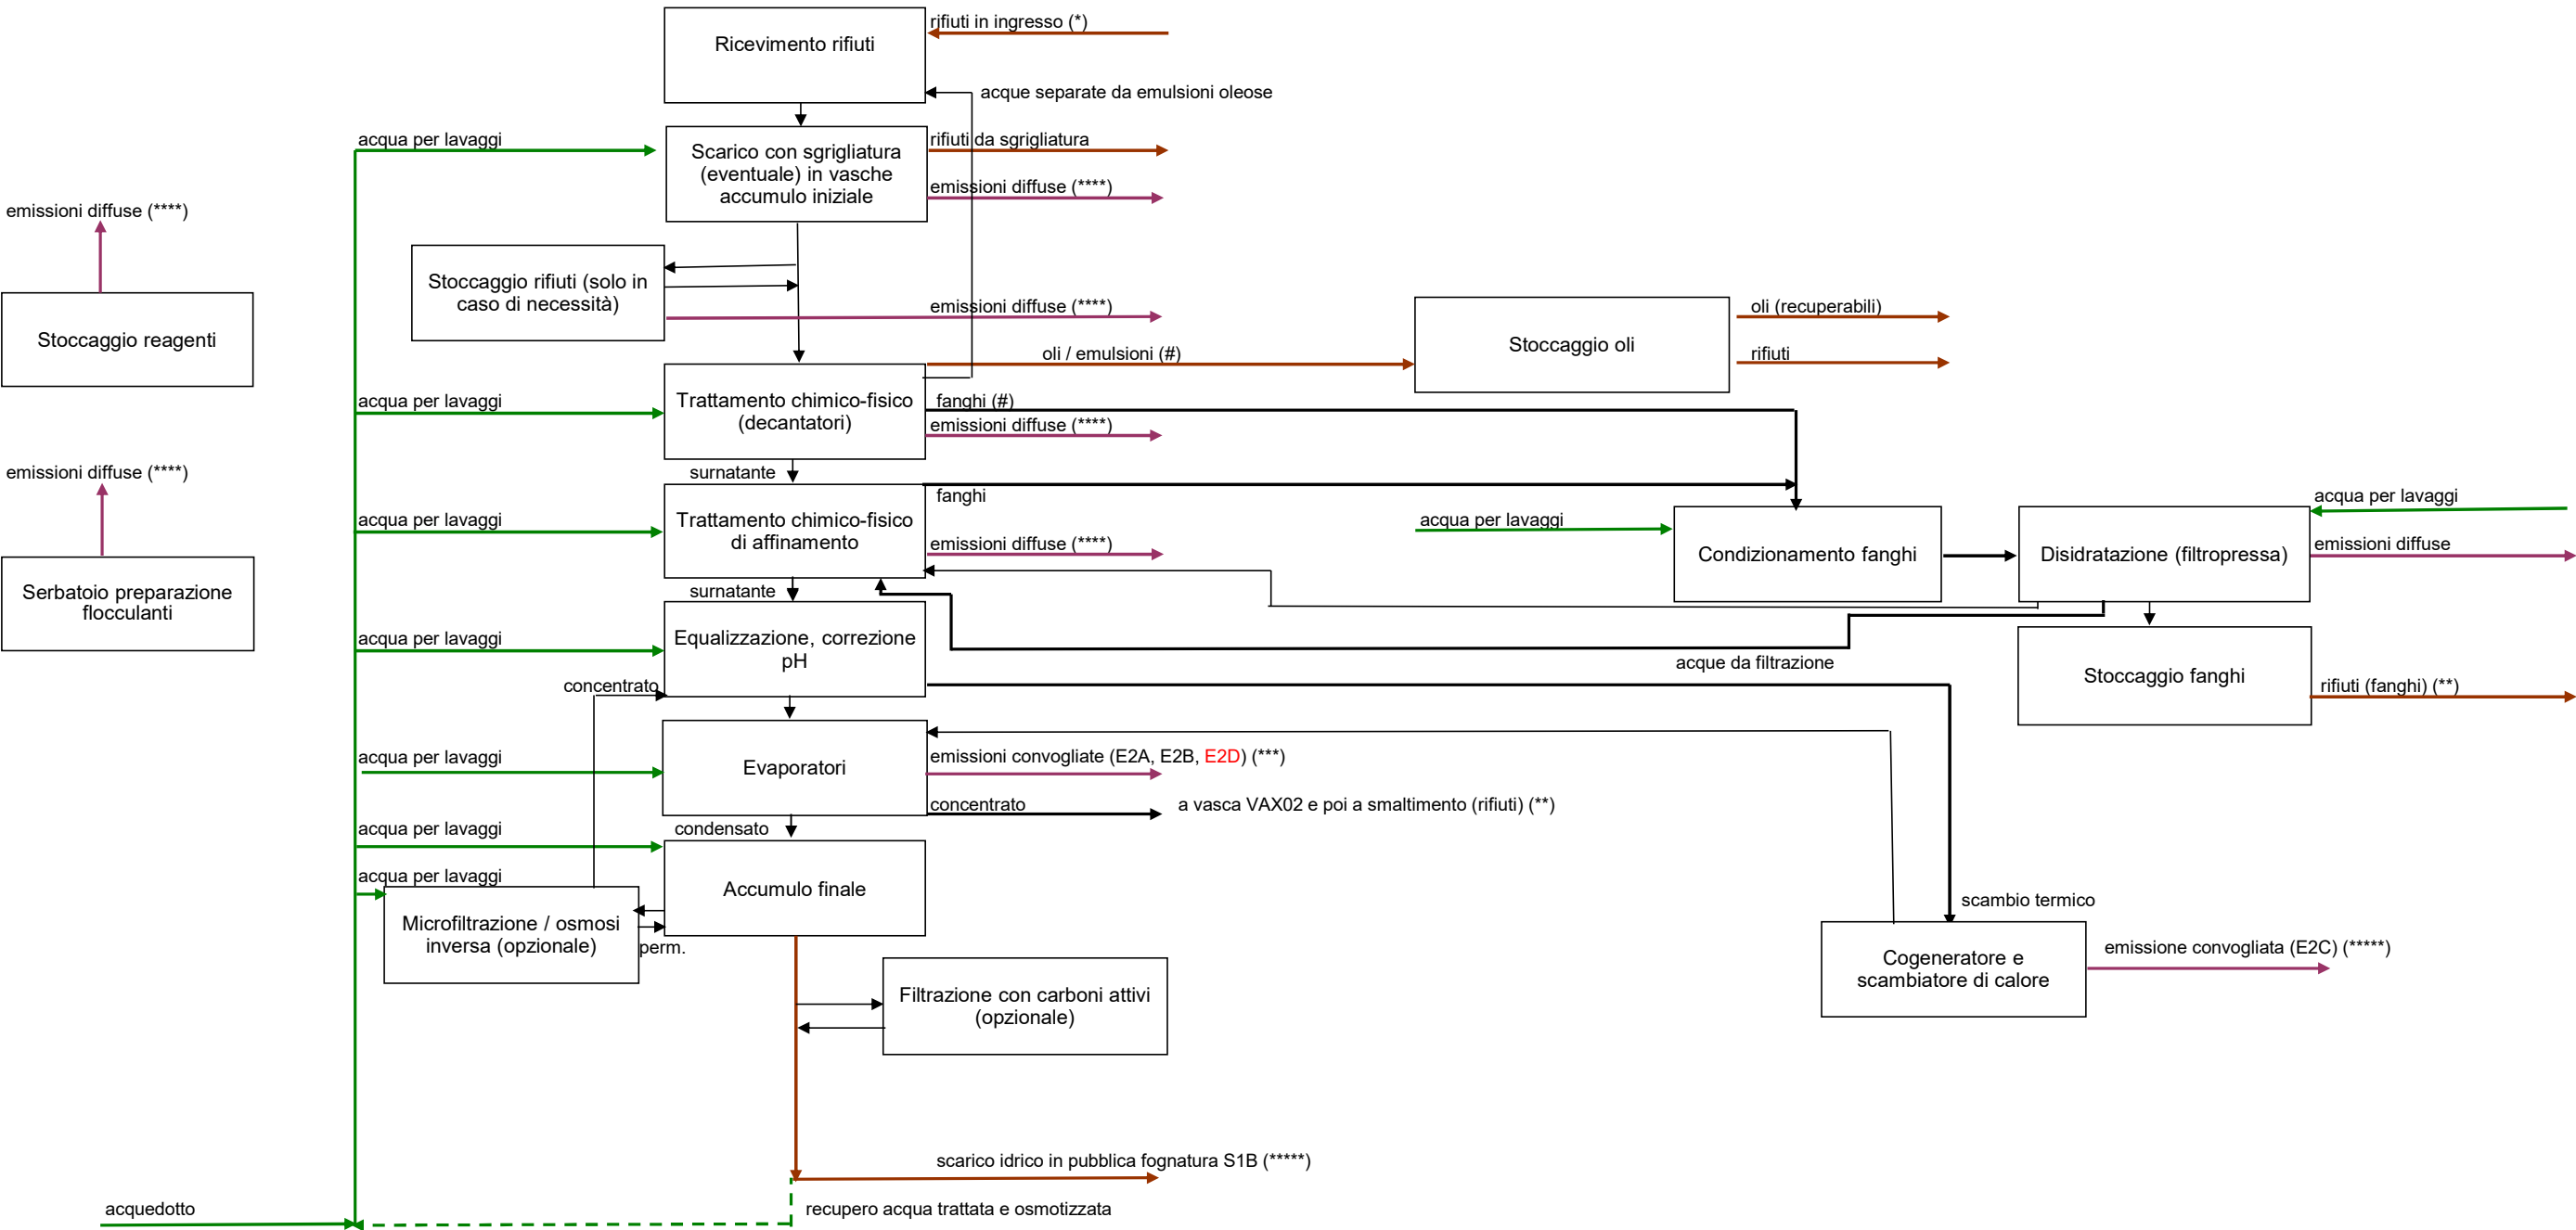 rifiuti in ingresso (*)
Ricevimento rifiuti
acque separate da emulsioni oleose
acqua per lavaggi
rifiuti da sgrigliatura
Scarico con sgrigliatura
(eventuale) in vasche
accumulo iniziale
emissioni diffuse (****)
emissioni diffuse (****)
Stoccaggio rifiuti (solo in
caso di necessità)
emissioni diffuse (****)
oli (recuperabili)
Stoccaggio reagenti
Stoccaggio oli
oli / emulsioni (#)
rifiuti
acqua per lavaggi
Trattamento chimico-fisico
(decantatori)
fanghi (#)
emissioni diffuse (****)
emissioni diffuse (****)
surnatante
fanghi
acqua per lavaggi
acqua per lavaggi
Trattamento chimico-fisico
di affinamento
acqua per lavaggi
emissioni diffuse (****)
Condizionamento fanghi
Disidratazione (filtropressa)
emissioni diffuse
Serbatoio preparazione
flocculanti
surnatante
acqua per lavaggi
Equalizzazione, correzione
pH
acque da filtrazione
Stoccaggio fanghi
concentrato
rifiuti (fanghi) (**)
acqua per lavaggi
Evaporatori
emissioni convogliate (E2A, E2B, E2D) (***)
concentrato
a vasca VAX02 e poi a smaltimento (rifiuti) (**)
acqua per lavaggi
condensato
acqua per lavaggi
Accumulo finale
scambio termico
Microfiltrazione / osmosi
inversa (opzionale)
perm.
Cogeneratore e
scambiatore di calore
emissione convogliata (E2C) (*****)
Filtrazione con carboni attivi
(opzionale)
scarico idrico in pubblica fognatura S1B (*****)
acquedotto
recupero acqua trattata e osmotizzata